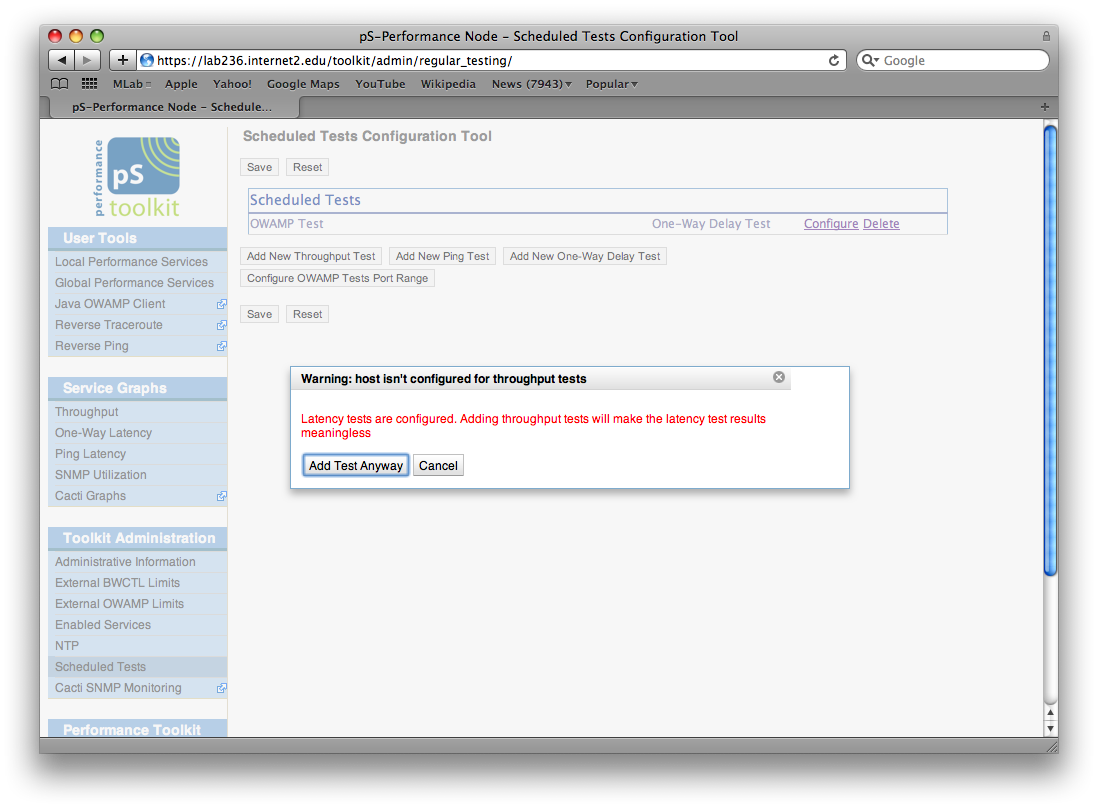 pS-Performance Node – Scheduled Tests Configuration Tool
https://lab236.internet2.edu/toolkit/admin/regular_testing/
Google
MLab Apple Yahoo! Google Maps YouTube Wikipedia News (7943) Popular
pS-Performance Node – Schedule...
performance
pS
toolkit
User Tools
Local Performance Services
Global Performance Services
Java OWAMP Client
Reverse Traceroute
Reverse Ping
Service Graphs
Throughput
One-Way Latency
Ping Latency
SNMP Utilization
Cacti Graphs
Toolkit Administration
Administrative Information
External BWCTL Limits
External OWAMP Limits
Enabled Services
NTP
Scheduled Tests
Cacti SNMP Monitoring
Performance Toolkit
Scheduled Tests Configuration Tool
Save Reset
Scheduled Tests
OWAMP Test One-Way Delay Test Configure Delete
Add New Throughput Test Add New Ping Test Add New One-Way Delay Test
Configure OWAMP Tests Port Range
Save Reset
Warning: host isn't configured for throughput tests
Latency tests are configured. Adding throughput tests will make the latency test results
meaningless
Add Test Anyway Cancel